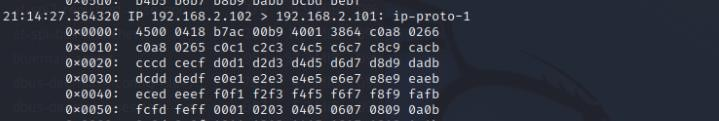 0x05d0: b4b5 b6b7 b8b9 babb bcbd bebf
21:14:27.364320 IP 192.168.2.102 > 192.168.2.101: ip-proto-1
0x0000: 4500 0418 b7ac 00b9 4001 3864 c0a8 0266
0x0010: c0a8 0265 c0c1 c2c3 c4c5 c6c7 c8c9 cacb
0x0020: cccd cecf d0d1 d2d3 d4d5 d6d7 d8d9 dadb
0x0030: dcdd dedf e0e1 e2e3 e4e5 e6e7 e8e9 eaeb
0x0040: eced eeef f0f1 f2f3 f4f5 f6f7 f8f9 fafb
0x0050: fcfd feff 0001 0203 0405 0607 0809 0a0b